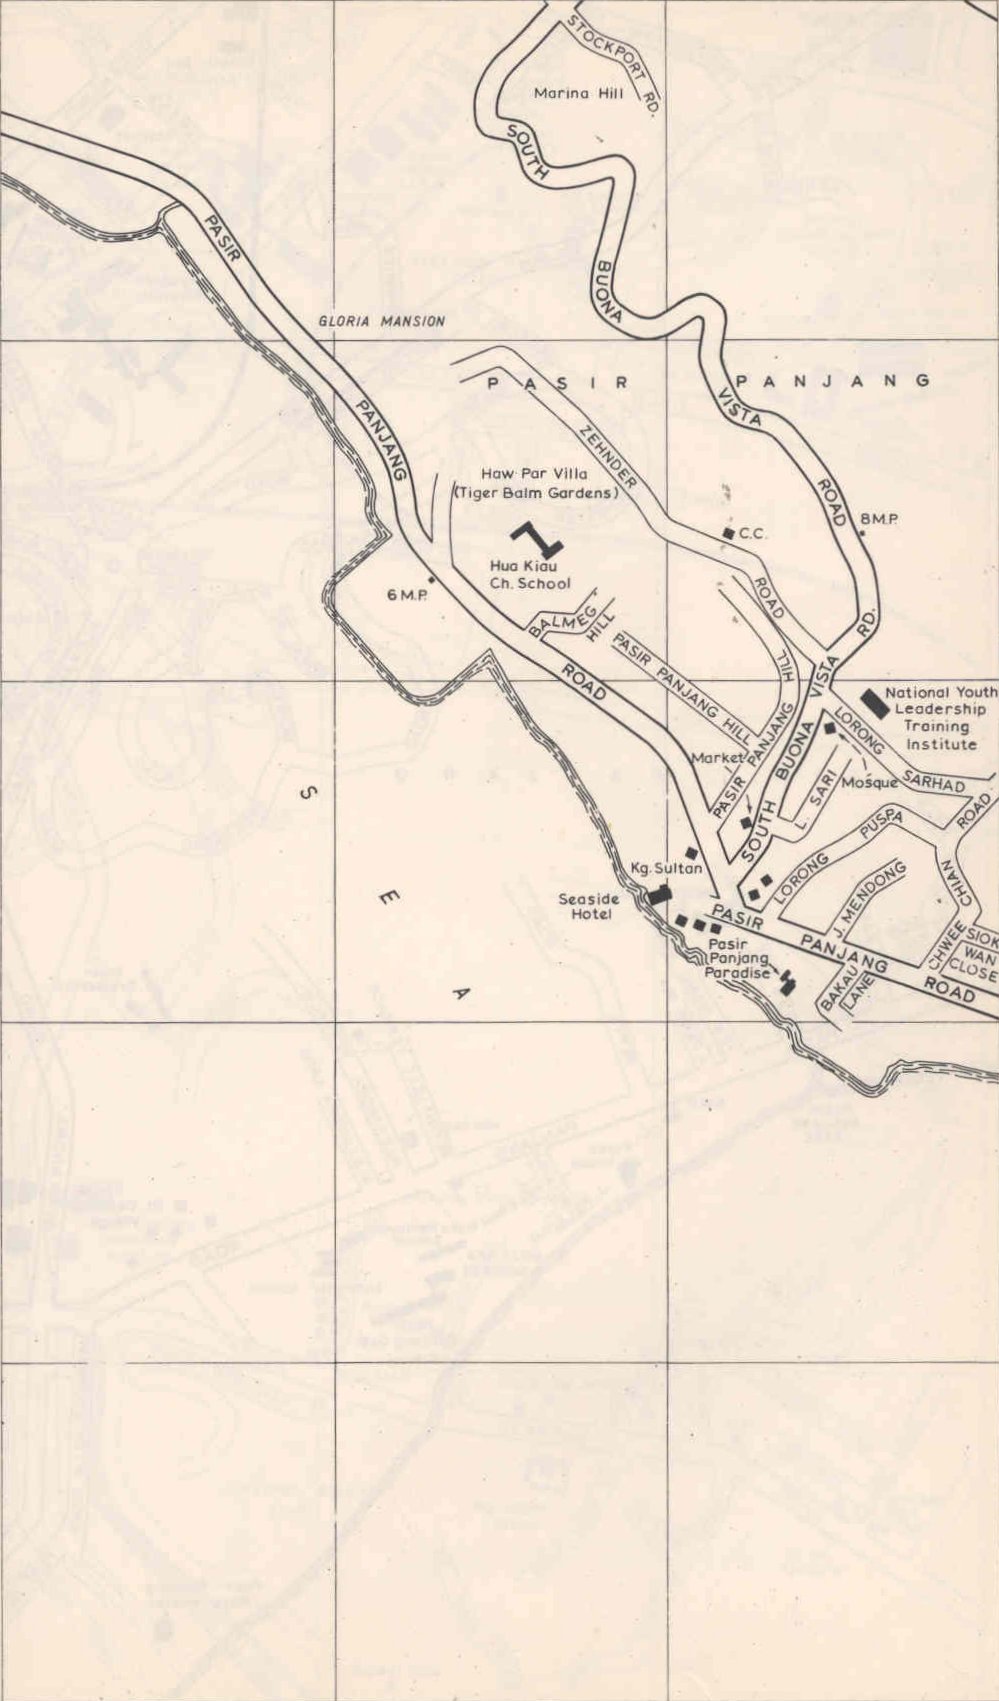 STOCKPORT RD.
Marina Hill
SOUTH
PASIR
BUONA
GLORIA MANSION
PASIR PANJANG
VISTA
PANJANG
ZEHNDER
Haw Par Villa
(Tiger Balm Gardens)
ROAD
8 M.P.
C.C.
Hua Kiau
Ch. School
6 M.P.
ROAD
BALMEG
HILL
RD.
PASIR PANJANG HILL
HILL
VISTA
ROAD
National Youth
Leadership
Training
Institute
LORONG
PANJANG
BUONA
Market
Mosque
SARHAD
L. SARI
PASIR
S
ROAD
PUSPA
SOUTH
LORONG
Kg. Sultan
CHIAN
J. MENDONG
E
Seaside
Hotel
PASIR
CHWEE
SIOK
WAN
CLOSE
PANJANG
Pasir
Panjang
Paradise
BAKAU
LANE
ROAD
A